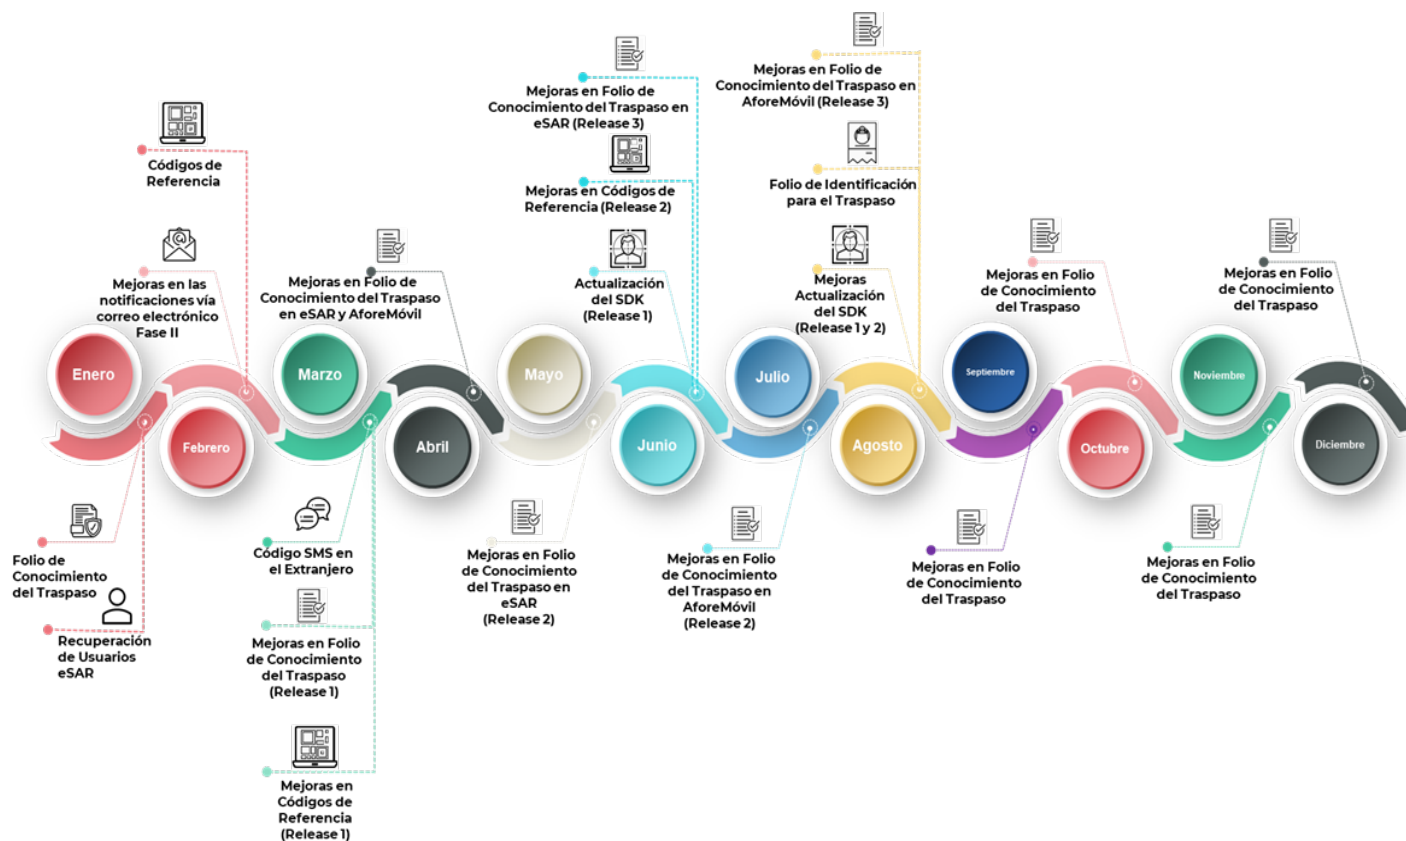 Mejoras en Folio de
Conocimiento del Traspaso en
eSAR (Release 3)
Mejoras en Folio de
Conocimiento del Traspaso en
AforeMóvil (Release 3)
Códigos de
Referencia
Mejoras en Códigos de
Referencia (Release 2)
Folio de Identificación
para el Traspaso
Mejoras en las
notificaciones vía
correo electrónico
Fase II
Mejoras en Folio de
Conocimiento del Traspaso
en eSAR y AforeMóvil
Actualización
del SDK
(Release 1)
Mejoras
Actualización
del SDK
(Release 1 y 2)
Mejoras en Folio
de Conocimiento
del Traspaso
Mejoras en Folio
de Conocimiento
del Traspaso
Enero
Febrero
Marzo
Abril
Mayo
Junio
Julio
Agosto
Septiembre
Octubre
Noviembre
Diciembre
Folio de
Conocimiento
del Traspaso
Recuperación
de Usuarios
eSAR
Código SMS en
el Extranjero
Mejoras en Folio
de Conocimiento
del Traspaso
(Release 1)
Mejoras en
Códigos de
Referencia
(Release 1)
Mejoras en Folio
de Conocimiento
del Traspaso en
eSAR
(Release 2)
Mejoras en Folio
de Conocimiento
del Traspaso en
AforeMóvil
(Release 2)
Mejoras en Folio
de Conocimiento
del Traspaso
Mejoras en Folio
de Conocimiento
del Traspaso